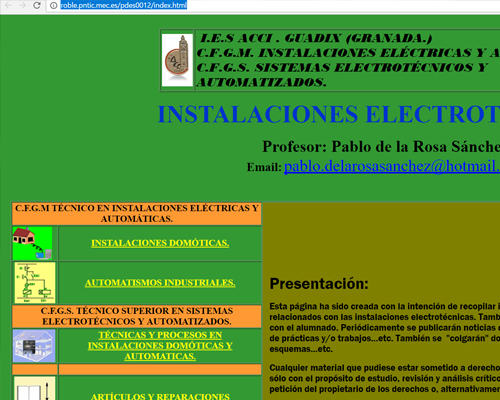 roble.pntic.mec.es/pdes0012/index.html
I.E.S ACCI . GUADIX (GRANADA.)
C.F.G.M. INSTALACIONES ELÉCTRICAS Y A
C.F.G.S. SISTEMAS ELECTROTÉCNICOS Y
AUTOMATIZADOS.
INSTALACIONES ELECTROT
Profesor: Pablo de la Rosa Sánche
Email: pablo.delarosasanchez@hotmail.
C.F.G.M TÉCNICO EN INSTALACIONES ELÉCTRICAS Y
AUTOMÁTICAS.
INSTALACIONES DOMÓTICAS.
AUTOMATISMOS INDUSTRIALES.
C.F.G.S. TÉCNICO SUPERIOR EN SISTEMAS
ELECTROTÉCNICOS Y AUTOMATIZADOS.
TÉCNICAS Y PROCESOS EN
INSTALACIONES DOMÓTICAS Y
AUTOMATICAS.
ARTÍCULOS Y REPARACIONES
Presentación:
Esta página ha sido creada con la intención de recopilar i
relacionados con las instalaciones electrotécnicas. Tamb
con el alumnado. Periódicamente se publicarán noticias
de prácticas y/o trabajos...etc. También se "colgarán" do
esquemas...etc.
Cualquier material que pudiese estar sometido a derecho
sólo con el propósito de estudio, revisión y análisis crític
petición del propietario de los derechos o, alternativamen